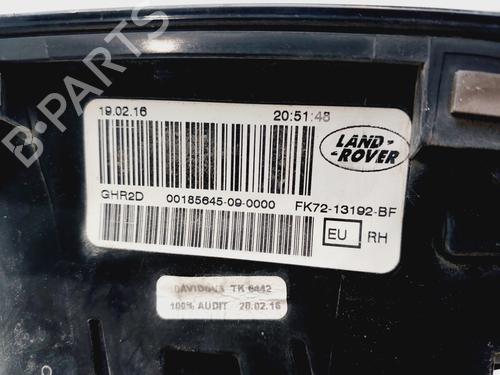 B-PARTS
19.02.16 20:51:48
LAND
ROVER
GHR2D 00185645-09-0000 FK72-13192-BF
EU RH
TK 6442
100% AUDIT 20.02.16